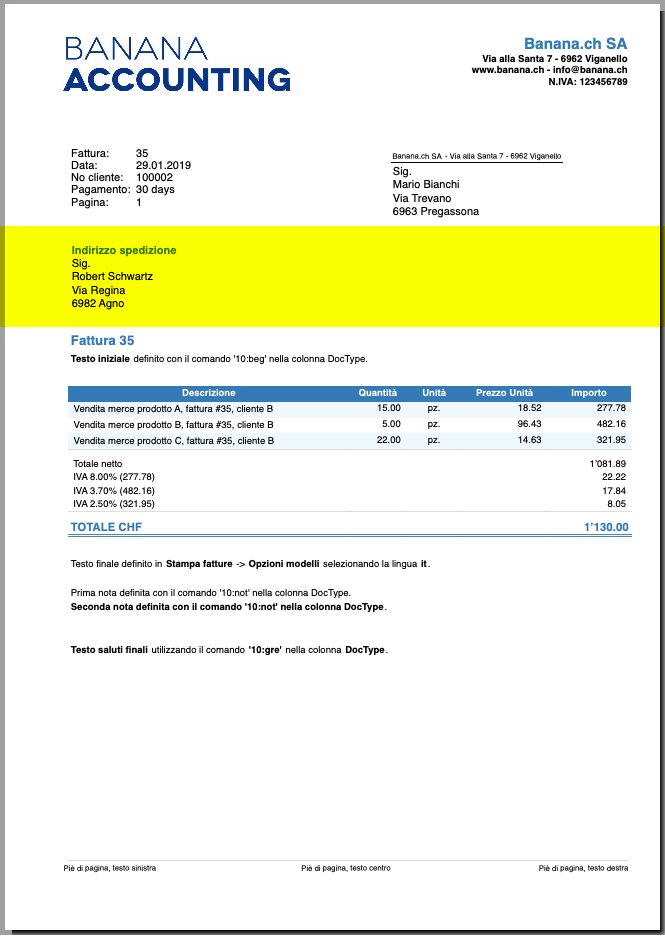 BANANA
ACCOUNTING
Banana.ch SA
Via alla Santa 7 - 6962 Viganello
www.banana.ch - info@banana.ch
N.IVA: 123456789
Fattura: 35
Data: 29.01.2019
No cliente: 100002
Pagamento: 30 days
Pagina: 1
Banana.ch SA - Via alla Santa 7 - 6962 Viganello
Sig.
Mario Bianchi
Via Trevano
6963 Pregassona
Indirizzo spedizione
Sig.
Robert Schwartz
Via Regina
6982 Agno
Fattura 35
Testo iniziale definito con il comando '10:beg' nella colonna DocType.
Descrizione Quantità Unità Prezzo Unità Importo
Vendita merce prodotto A, fattura #35, cliente B 15.00 pz. 18.52 277.78
Vendita merce prodotto B, fattura #35, cliente B 5.00 pz. 96.43 482.16
Vendita merce prodotto C, fattura #35, cliente B 22.00 pz. 14.63 321.95
Totale netto 1'081.89
IVA 8.00% (277.78) 22.22
IVA 3.70% (482.16) 17.84
IVA 2.50% (321.95) 8.05
TOTALE CHF 1'130.00
Testo finale definito in Stampa fatture -> Opzioni modelli selezionando la lingua it.
Prima nota definita con il comando '10:not' nella colonna DocType.
Seconda nota definita con il comando '10:not' nella colonna DocType.
Testo saluti finali utilizzando il comando '10:gre' nella colonna DocType.
Piè di pagina, testo sinistra Piè di pagina, testo centro Piè di pagina, testo destra